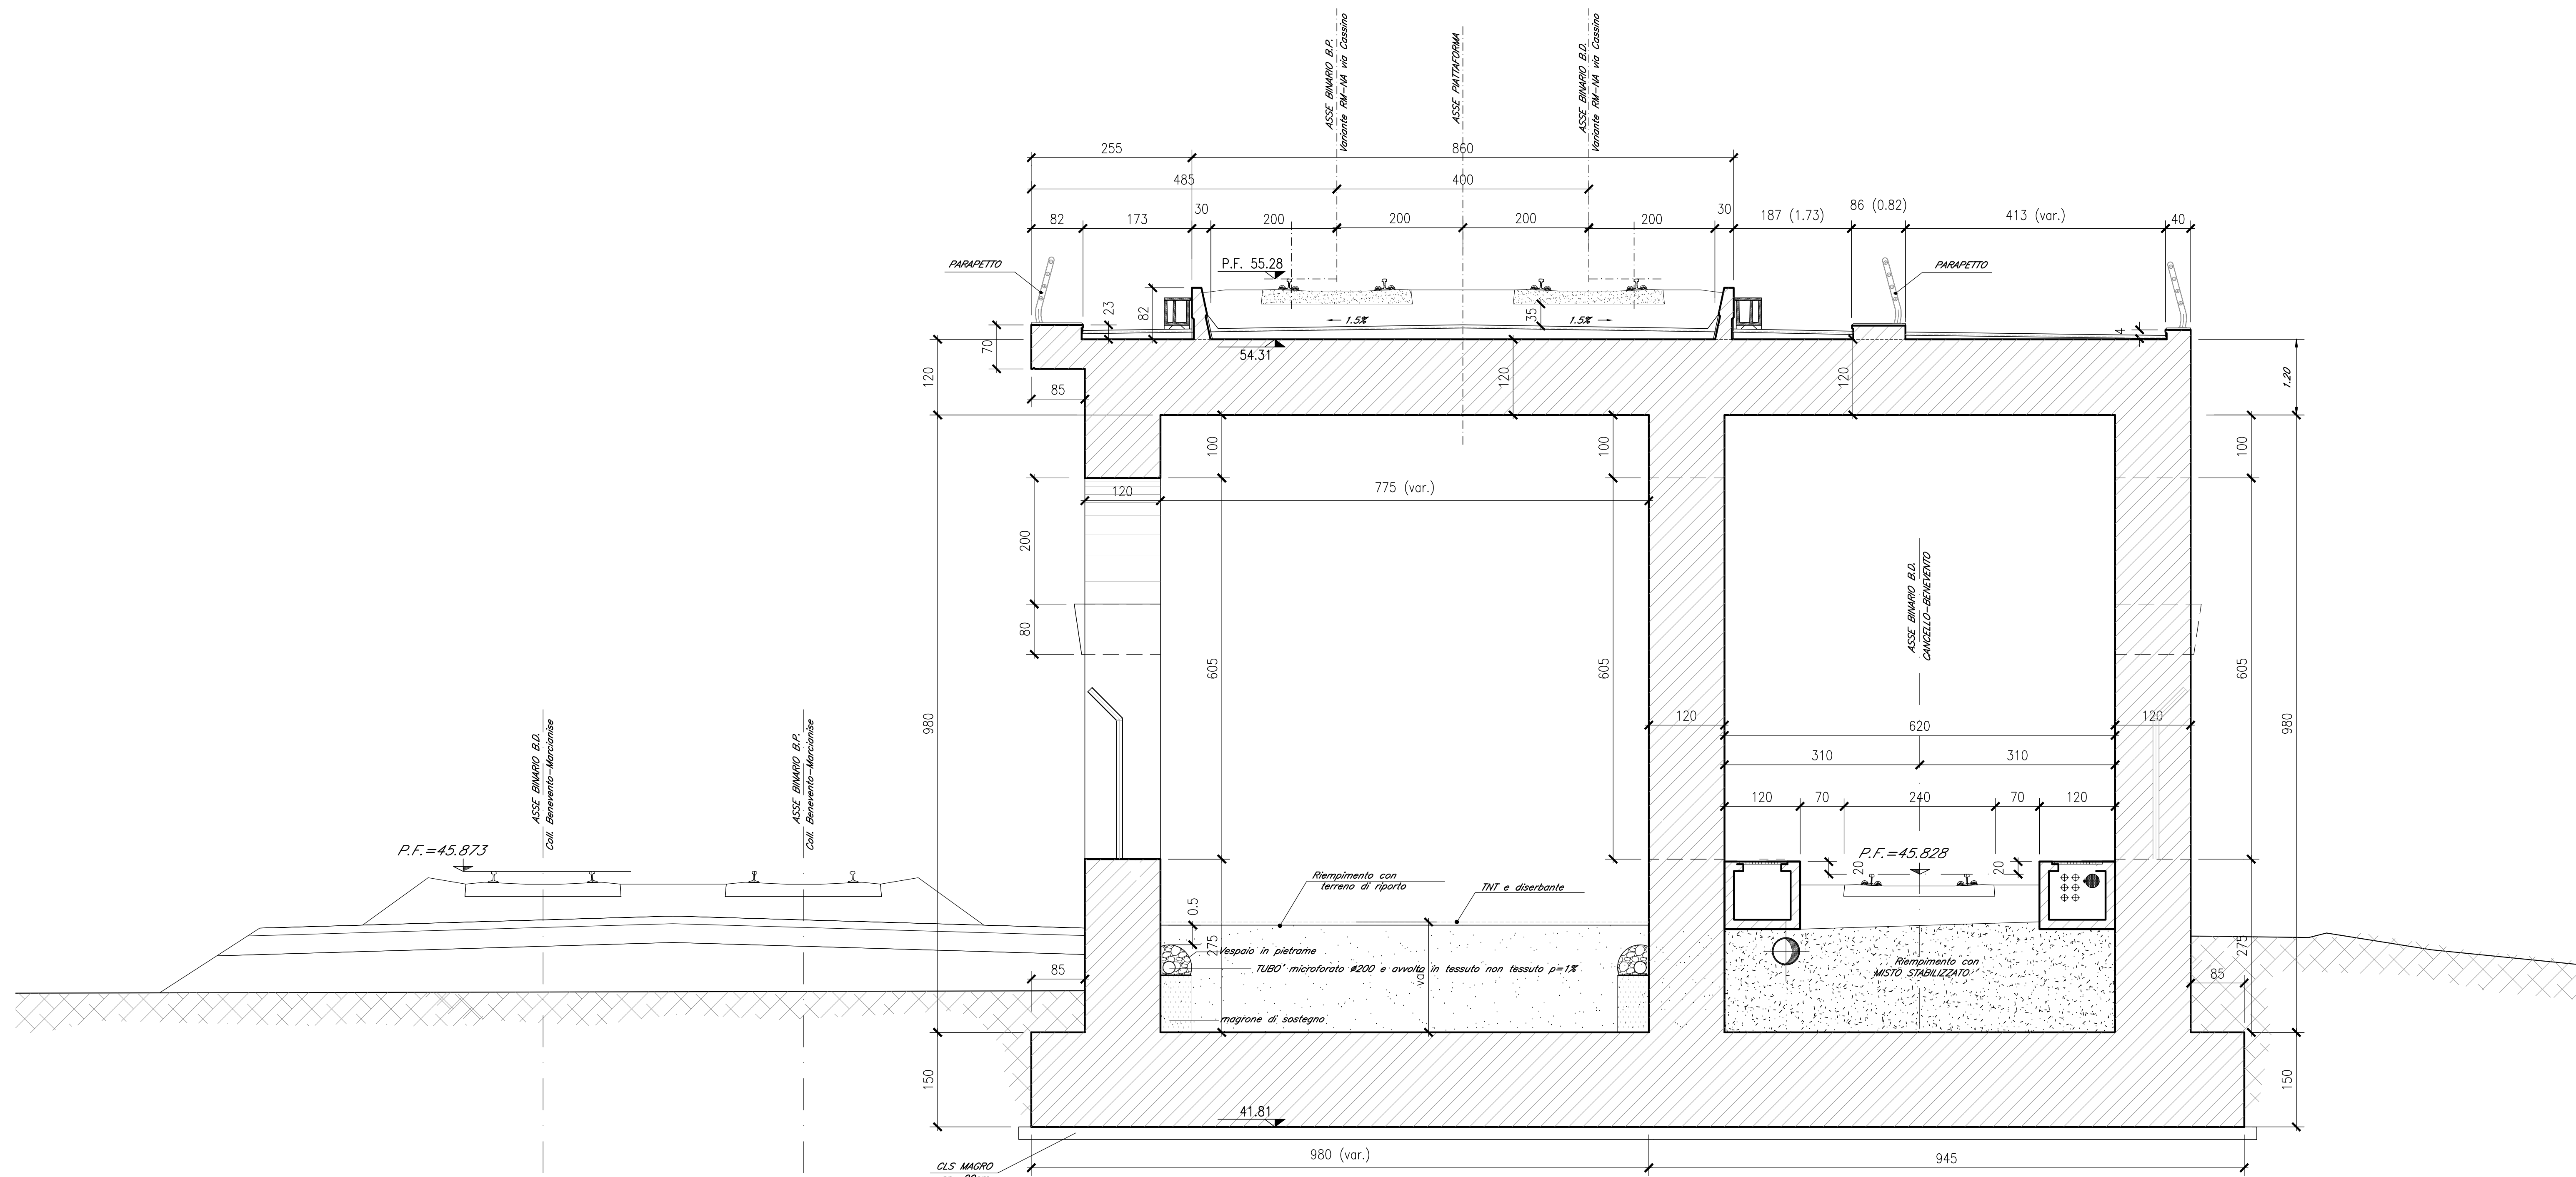 ASSE BINARIO B.P.
Variante RM-NA via Cassino
ASSE PIATTAFORMA
ASSE BINARIO B.D.
Variante RM-NA via Cassino
255
860
485
400
82
173
30
200
200
200
200
30
187 (1.73)
86 (0.82)
413 (var.)
40
PARAPETTO
P.F. 55.28
PARAPETTO
23
82
35
1.5%
1.5%
4
70
54.31
120
120
120
1.20
85
100
100
100
120
775 (var.)
200
80
605
605
605
ASSE BINARIO B.D.
CANCELLO-BENEVENTO
980
120
120
980
620
310
310
120
70
240
70
120
ASSE BINARIO B.D.
Coll. Benevento-Marcianise
ASSE BINARIO B.P.
Coll. Benevento-Marcianise
P.F.=45.873
P.F.=45.828
20
20
Riempimento con
terreno di riporto
TNT e diserbante
0.5
275
Vespaio in pietrame
TUBO' microforato ø200 e avvolto in tessuto non tessuto p=1%
var.
Riempimento con
MISTO STABILIZZATO
275
85
85
magrone di sostegno
150
150
41.81
CLS MAGRO
980 (var.)
945